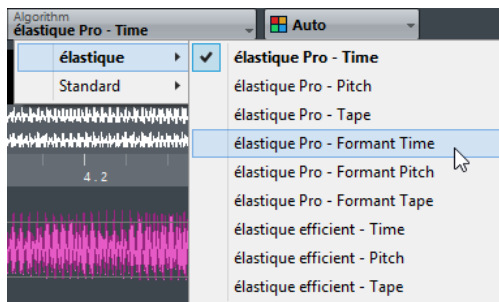 Algorithm
élastique Pro - Time
Auto
élastique
Standard
4.2
élastique Pro - Time
élastique Pro - Pitch
élastique Pro - Tape
élastique Pro - Formant Time
élastique Pro - Formant Pitch
élastique Pro - Formant Tape
élastique efficient - Time
élastique efficient - Pitch
élastique efficient - Tape